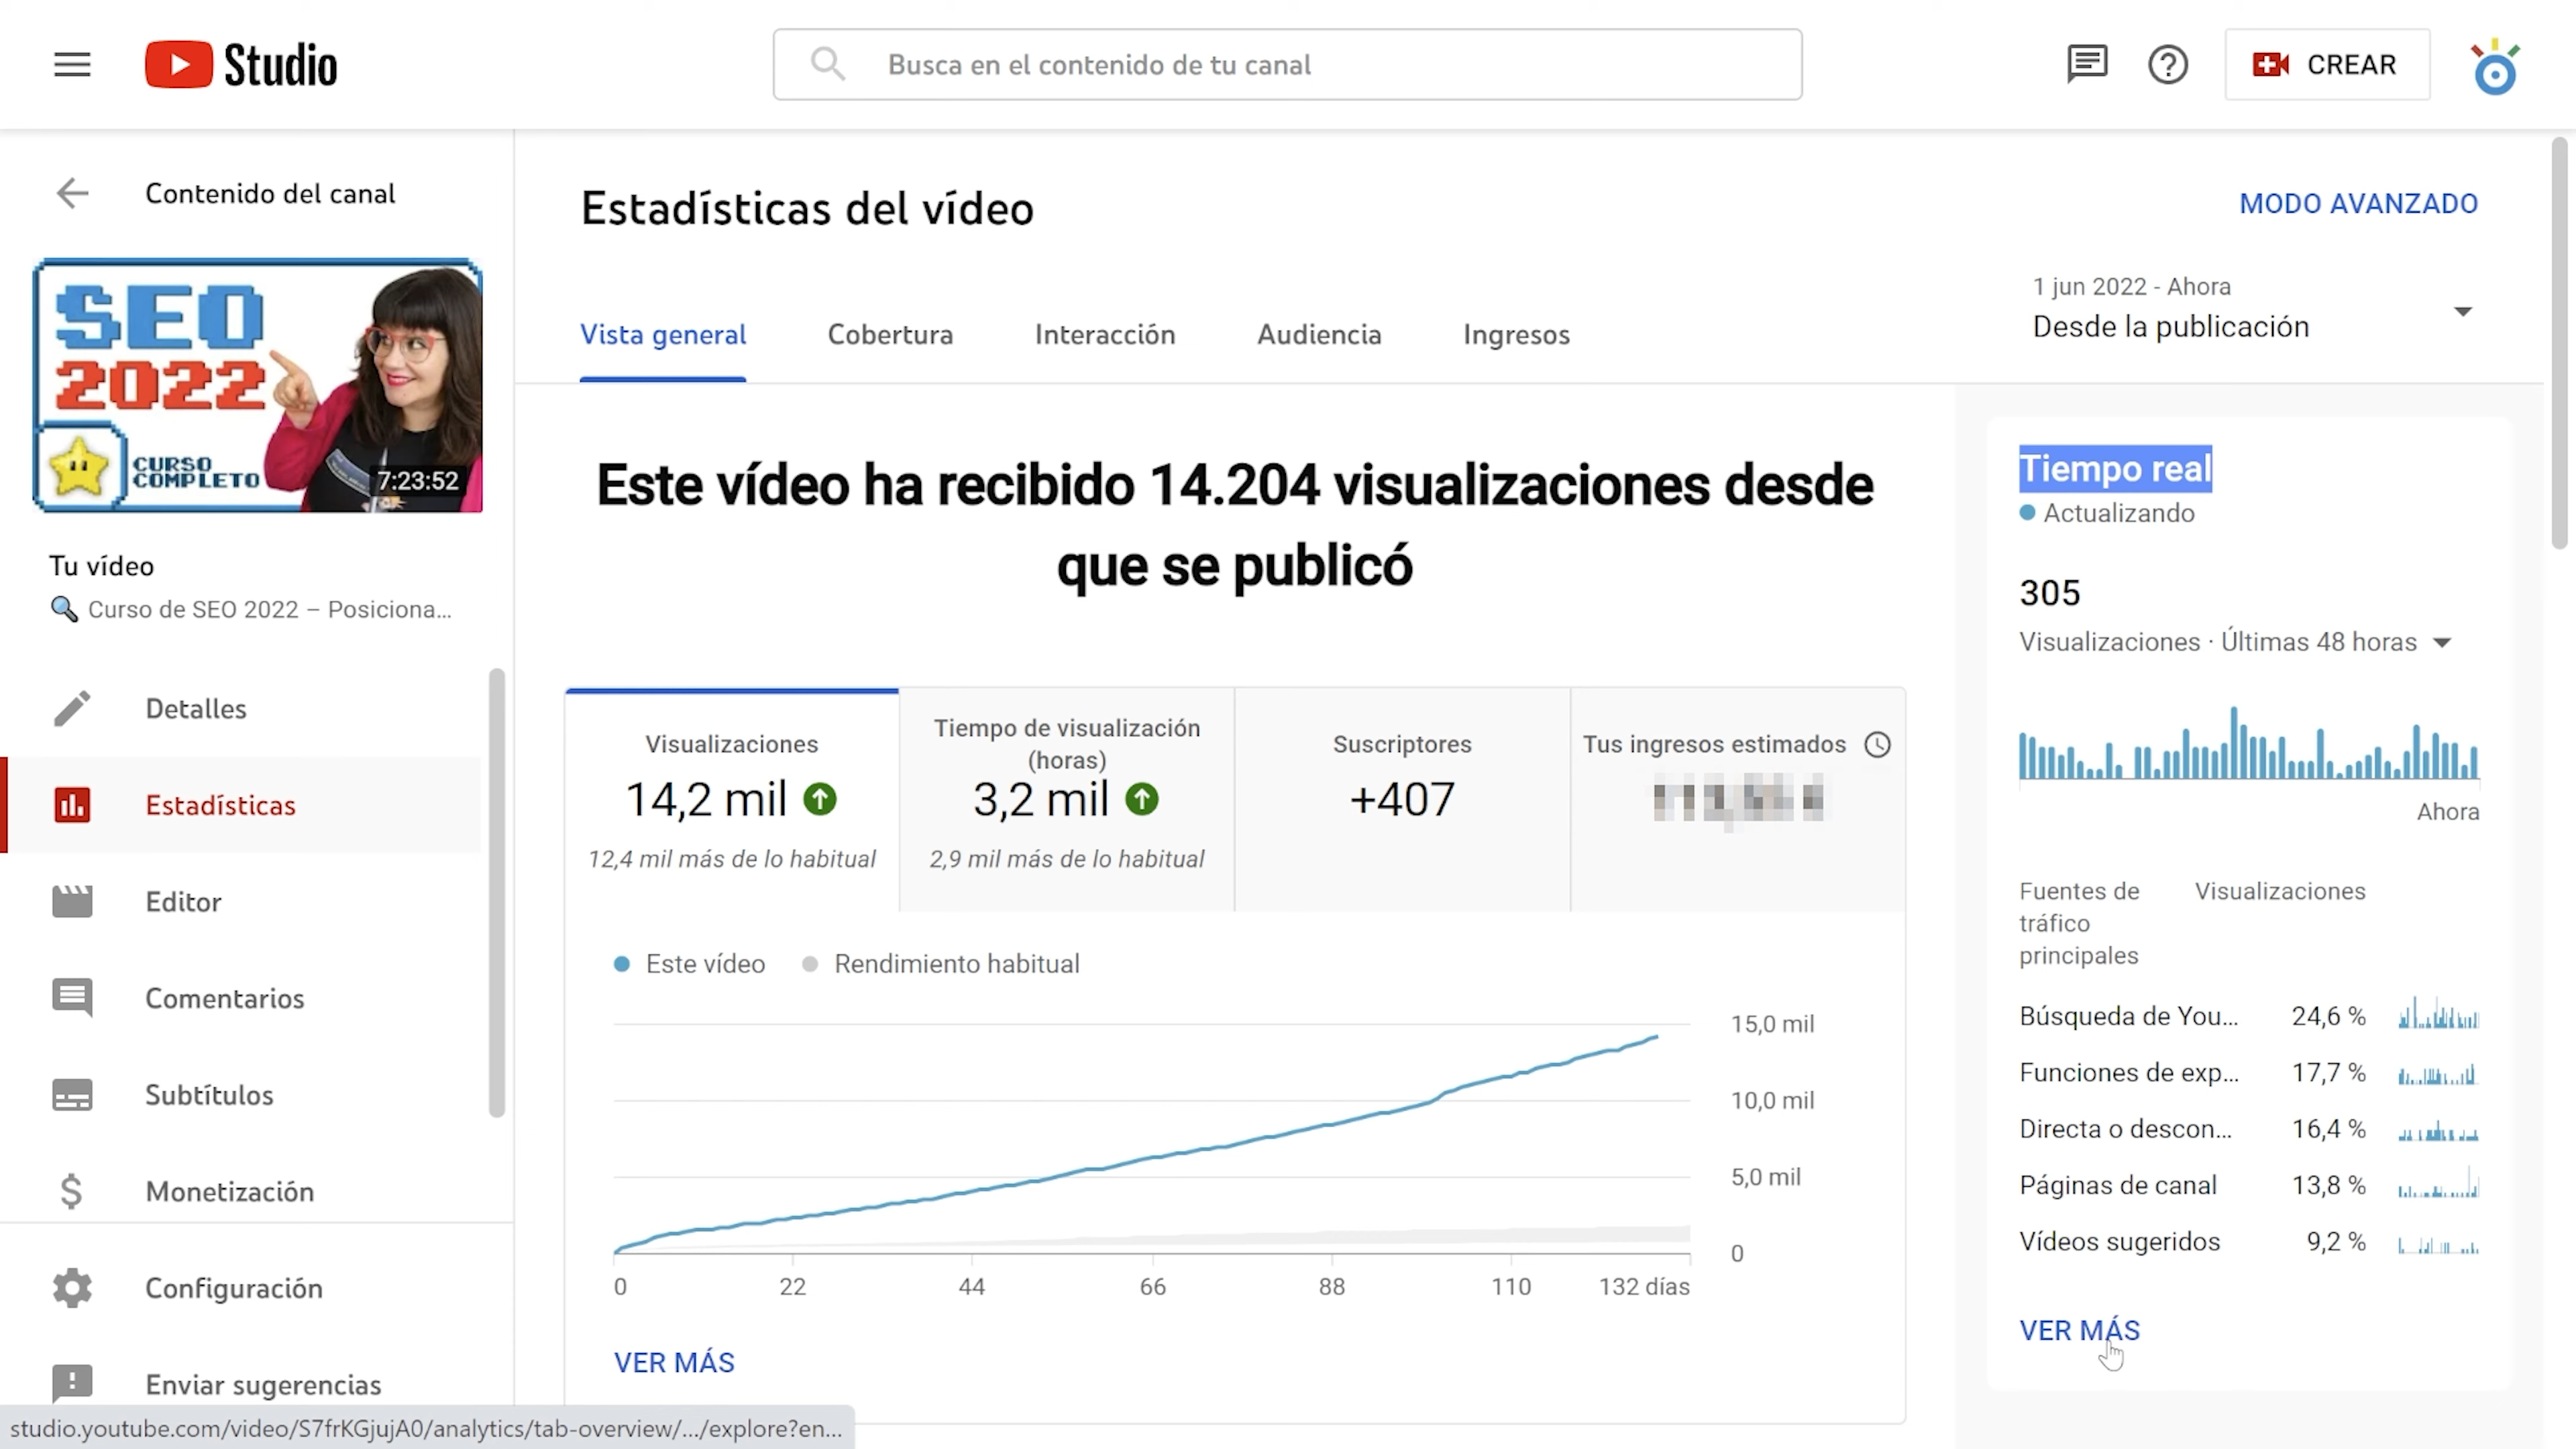 Studio
Busca en el contenido de tu canal
CREAR
Contenido del canal
SEO
2022
CURSO
COMPLETO
7:23:52
Tu vídeo
Curso de SEO 2022 – Posiciona...
Detalles
Estadísticas
Editor
Comentarios
Subtítulos
Monetización
Configuración
Enviar sugerencias
studio.youtube.com/video/S7frKGjujA0/analytics/tab-overview/.../explore?en...
Estadísticas del vídeo
MODO AVANZADO
1 jun 2022 - Ahora
Desde la publicación
Vista general
Cobertura
Interacción
Audiencia
Ingresos
Este vídeo ha recibido 14.204 visualizaciones desde
que se publicó
Visualizaciones
14,2 mil
12,4 mil más de lo habitual
Tiempo de visualización
(horas)
3,2 mil
2,9 mil más de lo habitual
Suscriptores
+407
Tus ingresos estimados
Este vídeo
Rendimiento habitual
15,0 mil
10,0 mil
5,0 mil
0
0 22 44 66 88 110 132 días
VER MÁS
Tiempo real
Actualizando
305
Visualizaciones · Últimas 48 horas
Ahora
Fuentes de
tráfico
principales
Visualizaciones
Búsqueda de You... 24,6 %
Funciones de exp... 17,7 %
Directa o descon... 16,4 %
Páginas de canal 13,8 %
Vídeos sugeridos 9,2 %
VER MÁS